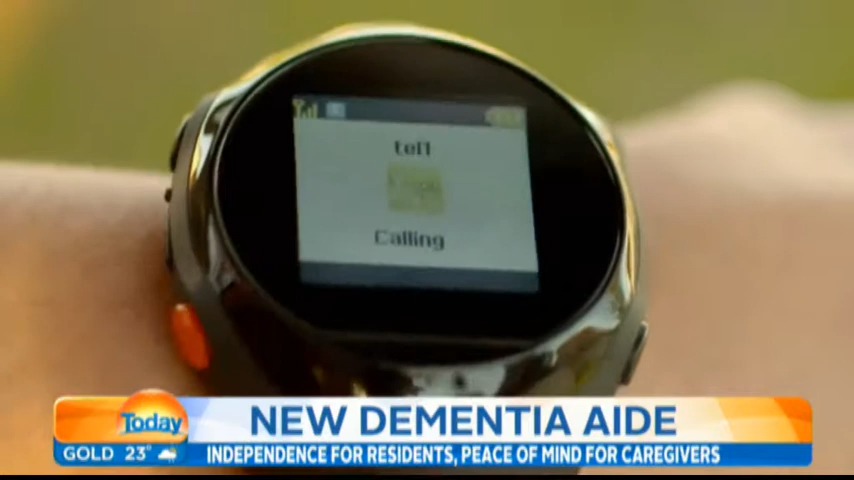 tel1
Calling
Today
NEW DEMENTIA AIDE
GOLD 23°
INDEPENDENCE FOR RESIDENTS, PEACE OF MIND FOR CAREGIVERS